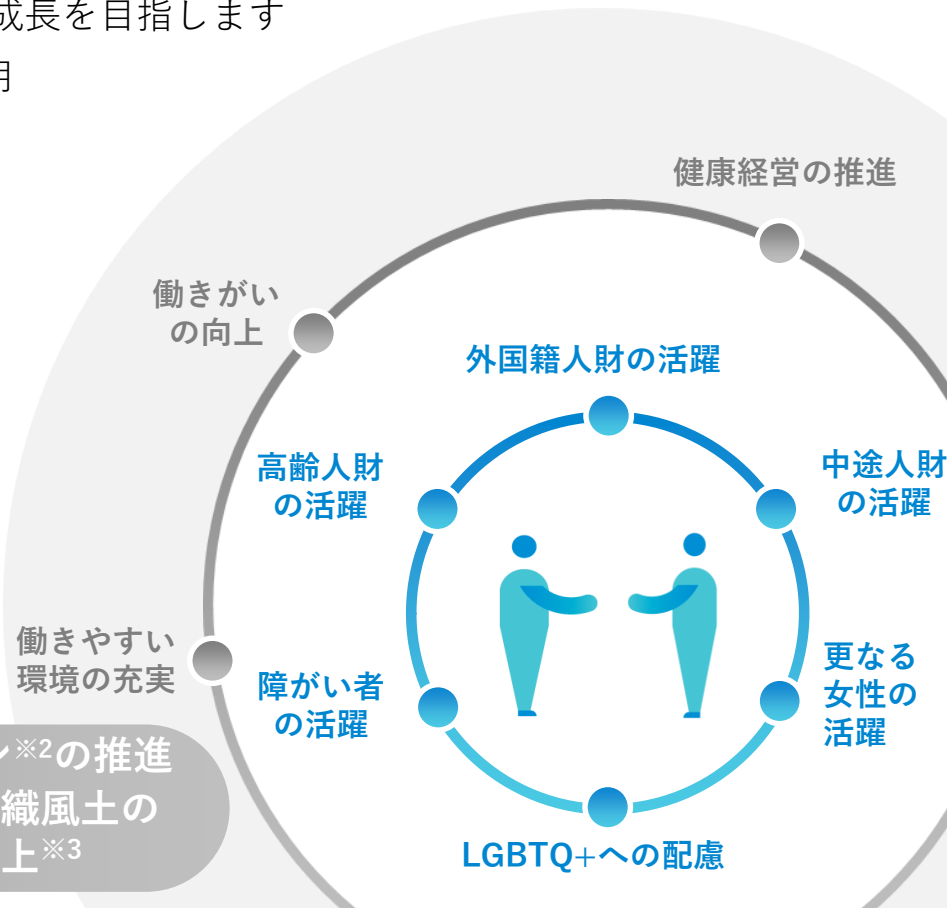 成長を目指します
健康経営の推進
働きがい
の向上
外国籍人財の活躍
高齢人財
の活躍
中途人財
の活躍
働きやすい
環境の充実
障がい者
の活躍
更なる
女性の
活躍
※2の推進
織風土の
上※3
LGBTQ+への配慮